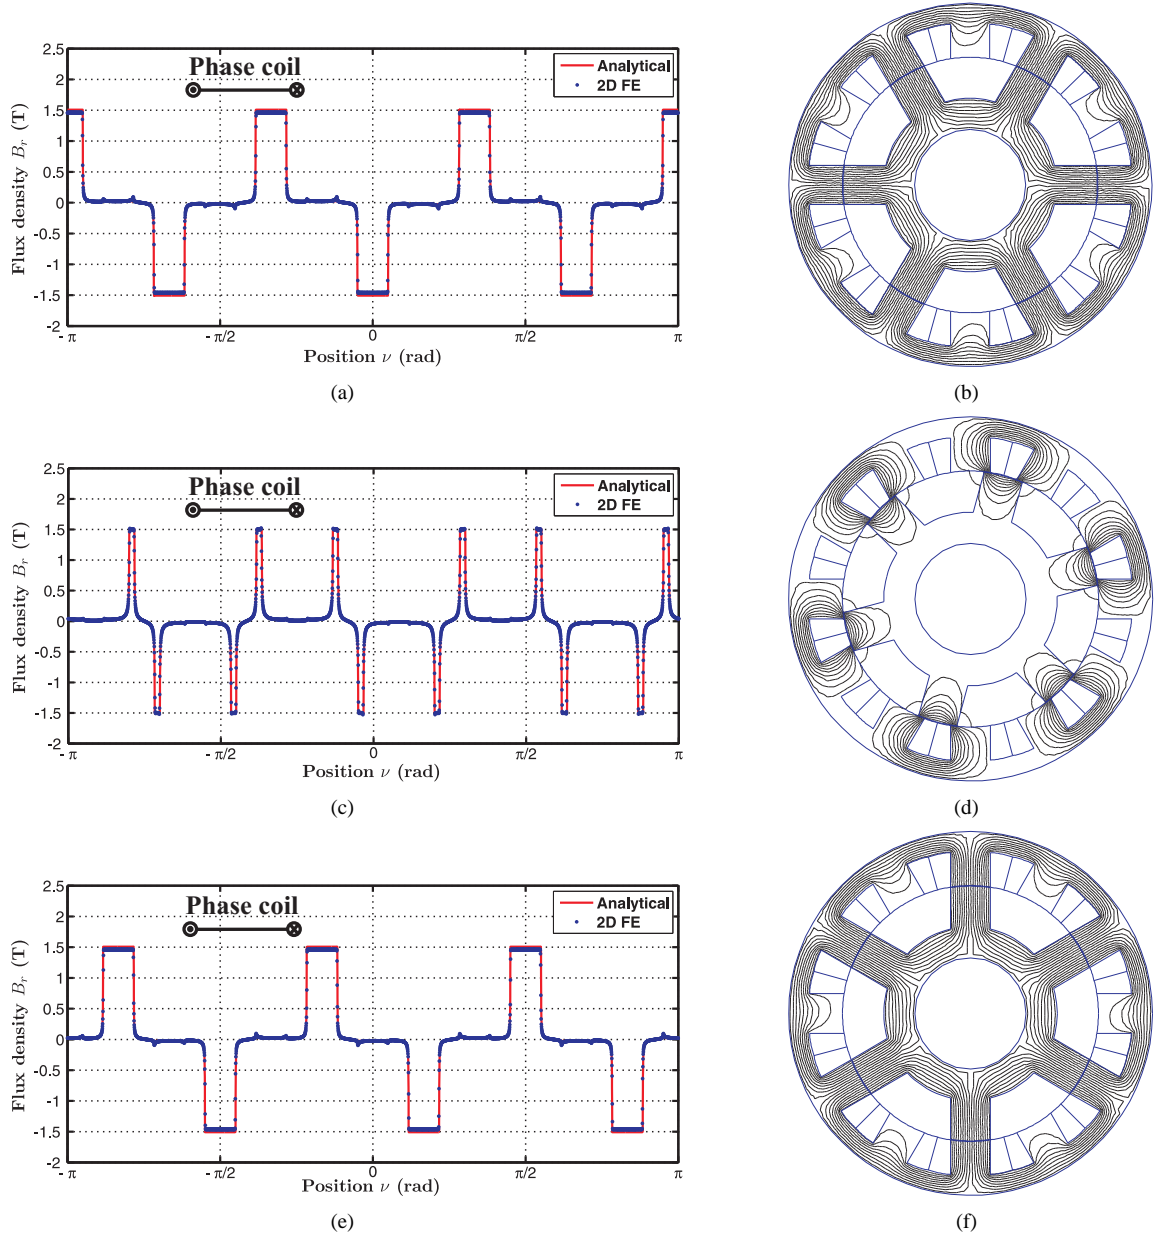 Phase coil
Analytical
2D FE
2.5
2
1.5
1
0.5
0
-0.5
-1
-1.5
-2
Flux density B_r (T)
- π
-π/2
0
π/2
π
Position ν (rad)
(a)
(b)
Phase coil
Analytical
2D FE
2.5
2
1.5
1
0.5
0
-0.5
-1
-1.5
-2
Flux density B_r (T)
- π
-π/2
0
π/2
π
Position ν (rad)
(c)
(d)
Phase coil
Analytical
2D FE
2.5
2
1.5
1
0.5
0
-0.5
-1
-1.5
-2
Flux density B_r (T)
- π
-π/2
0
π/2
π
Position ν (rad)
(e)
(f)